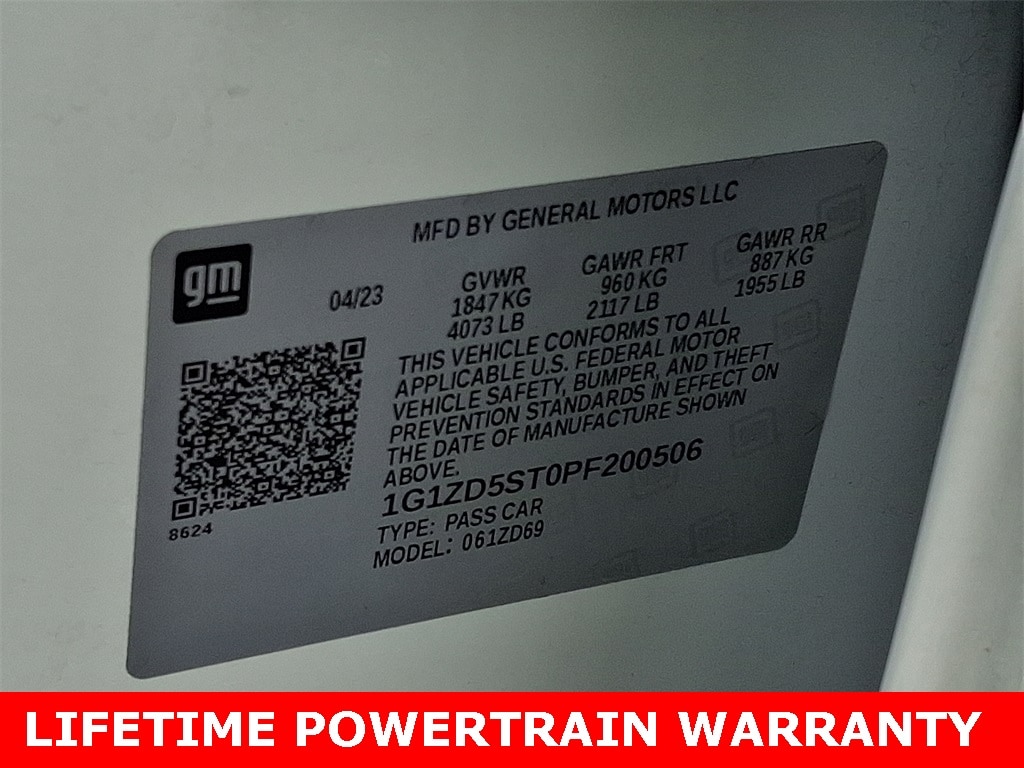 MFD BY GENERAL MOTORS LLC
gm
04/23
GVWR
1847 KG
4073 LB
GAWR FRT
960 KG
2117 LB
GAWR RR
887 KG
1955 LB
THIS VEHICLE CONFORMS TO ALL
APPLICABLE U.S. FEDERAL MOTOR
VEHICLE SAFETY, BUMPER, AND THEFT
PREVENTION STANDARDS IN EFFECT ON
THE DATE OF MANUFACTURE SHOWN
ABOVE.
1G1ZD5ST0PF200506
TYPE: PASS CAR
MODEL: 061ZD69
8624
LIFETIME POWERTRAIN WARRANTY